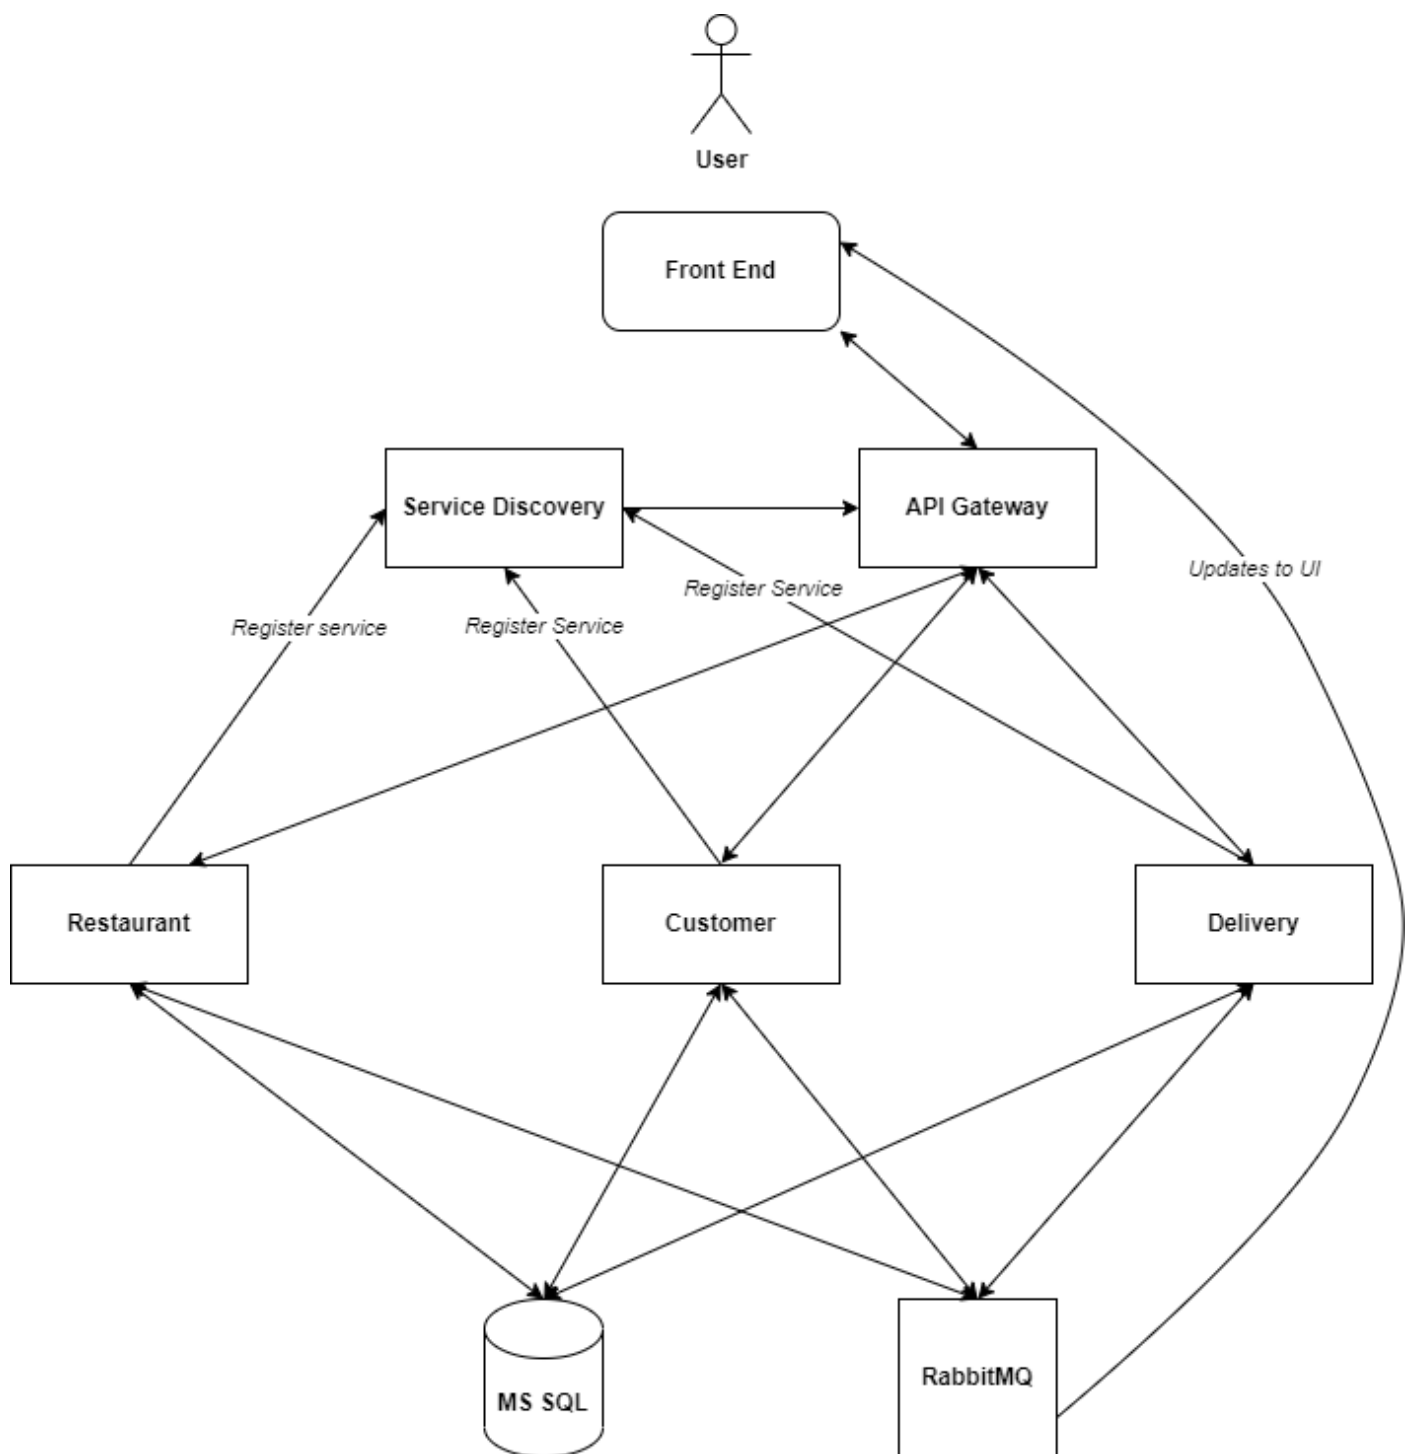 User
Front End
Service Discovery
API Gateway
Updates to UI
Register Service
Register service
Register Service
Restaurant
Customer
Delivery
RabbitMQ
MS SQL